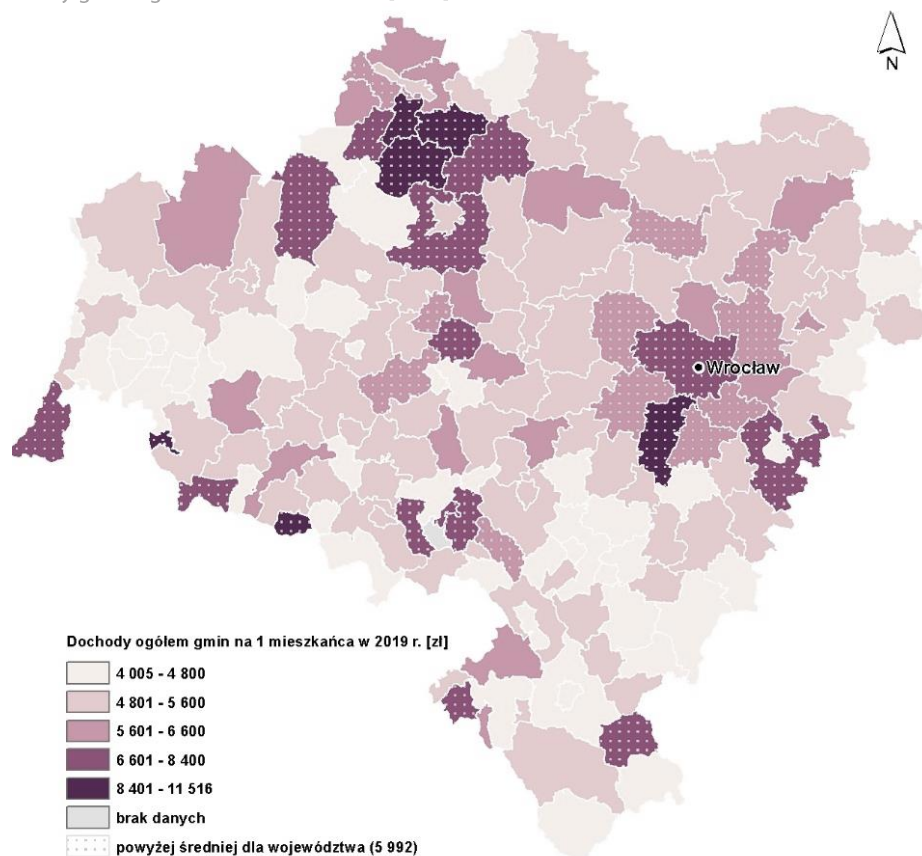 N
Wrocław
Dochody ogółem gmin na 1 mieszkańca w 2019 r. [zł]
4 005 - 4 800
4 801 - 5 600
5 601 - 6 600
6 601 - 8 400
8 401 - 11 516
brak danych
powyżej średniej dla województwa (5 992)